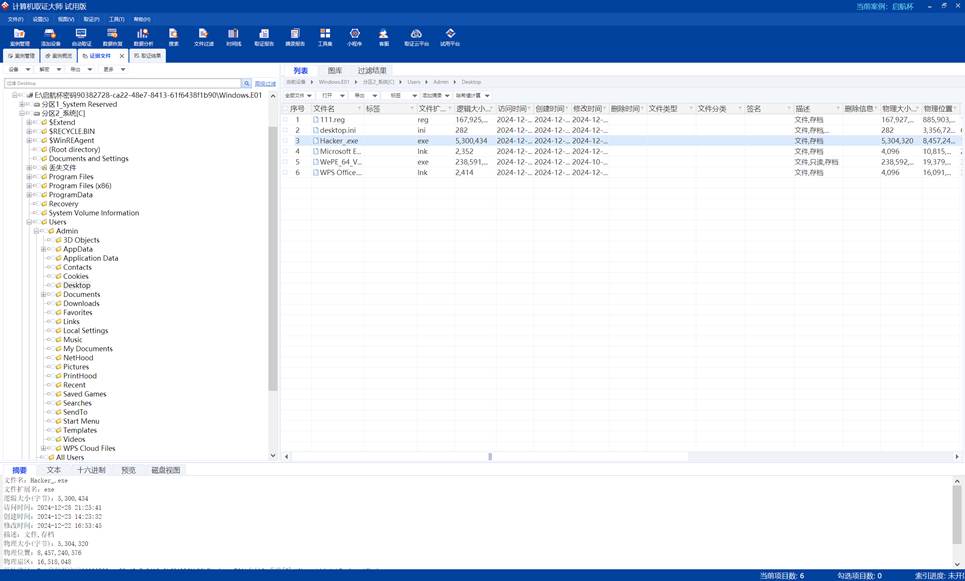 计算机取证大师 试用版
当前案例: 启航杯
文件(F) 设置(S) 视图(V) 取证(P) 工具(T) 帮助(H)
案例管理 添加设备 自动取证 数据恢复 数据分析 搜索 文件过滤 时间线 取证报告 摘录报告 工具集 小程序 客服 取证云平台 试用平台
案例管理 案例概览 证据文件 取证结果
设备 解密 导出 更多
过滤 Desktop 高级过滤
E:\启航杯密码90382728-ca22-48e7-8413-61f6438f1b90\Windows.E01
分区1_System Reserved
分区2_系统[C]
$Extend
$RECYCLE.BIN
$WinREAgent
(Root directory)
Documents and Settings
丢失文件
Program Files
Program Files (x86)
ProgramData
Recovery
System Volume Information
Users
Admin
3D Objects
AppData
Application Data
Contacts
Cookies
Desktop
Documents
Downloads
Favorites
Links
Local Settings
Music
My Documents
NetHood
Pictures
PrintHood
Recent
Saved Games
Searches
SendTo
Start Menu
Templates
Videos
WPS Cloud Files
All Users
列表 图库 过滤结果
当前设备 Windows.E01 分区2_系统[C] Users Admin Desktop
全部文件 打开 导出 标签 添加摘录 哈希值计算
序号 文件名 标签 文件扩... 逻辑大小... 访问时间 创建时间 修改时间 删除时间 文件类型 文件分类 签名 描述 删除信息 物理大小... 物理位置
1 111.reg reg 167,925,... 2024-12-... 2024-12-... 2024-12-... 文件,存档 167,927,... 885,903,...
2 desktop.ini ini 282 2024-12-... 2024-12-... 2024-12-... 文件,存档,... 282 3,356,72...
3 Hacker_.exe exe 5,300,434 2024-12-... 2024-12-... 2024-12-... 文件,存档 5,304,320 8,457,24...
4 Microsoft E... lnk 2,352 2024-12-... 2024-12-... 2024-12-... 文件,存档 4,096 10,815,...
5 WePE_64_V... exe 238,591,... 2024-12-... 2024-12-... 2024-10-... 文件,只读,存档 238,592,... 19,379,...
6 WPS Office... lnk 2,414 2024-12-... 2024-12-... 2024-12-... 文件,存档 4,096 16,091,...
摘要 文本 十六进制 预览 磁盘视图
文件名: Hacker_.exe
文件扩展名: exe
逻辑大小(字节): 5,300,434
访问时间: 2024-12-28 21:25:41
创建时间: 2024-12-23 14:23:32
修改时间: 2024-12-22 16:53:45
描述: 文件,存档
物理大小(字节): 5,304,320
物理位置: 8,457,240,576
物理扇区: 16,518,048
当前项目数: 6 勾选项目数: 0 索引进度: 未开